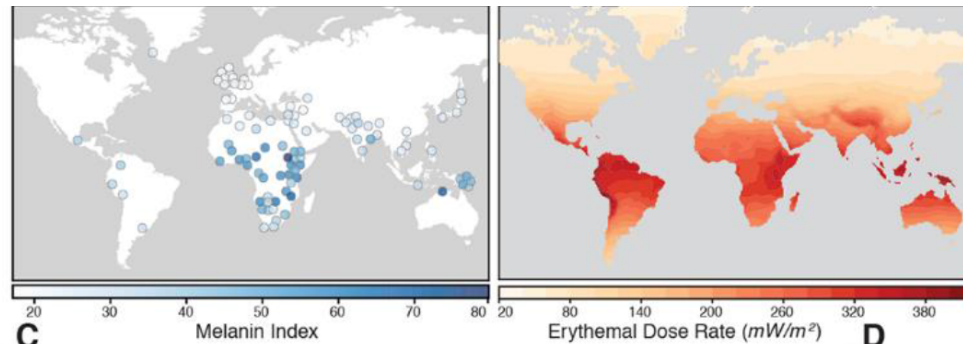 20 30 40 50 60 70 80
C Melanin Index
20 80 140 200 260 320 380
Erythemal Dose Rate (mW/m²) D